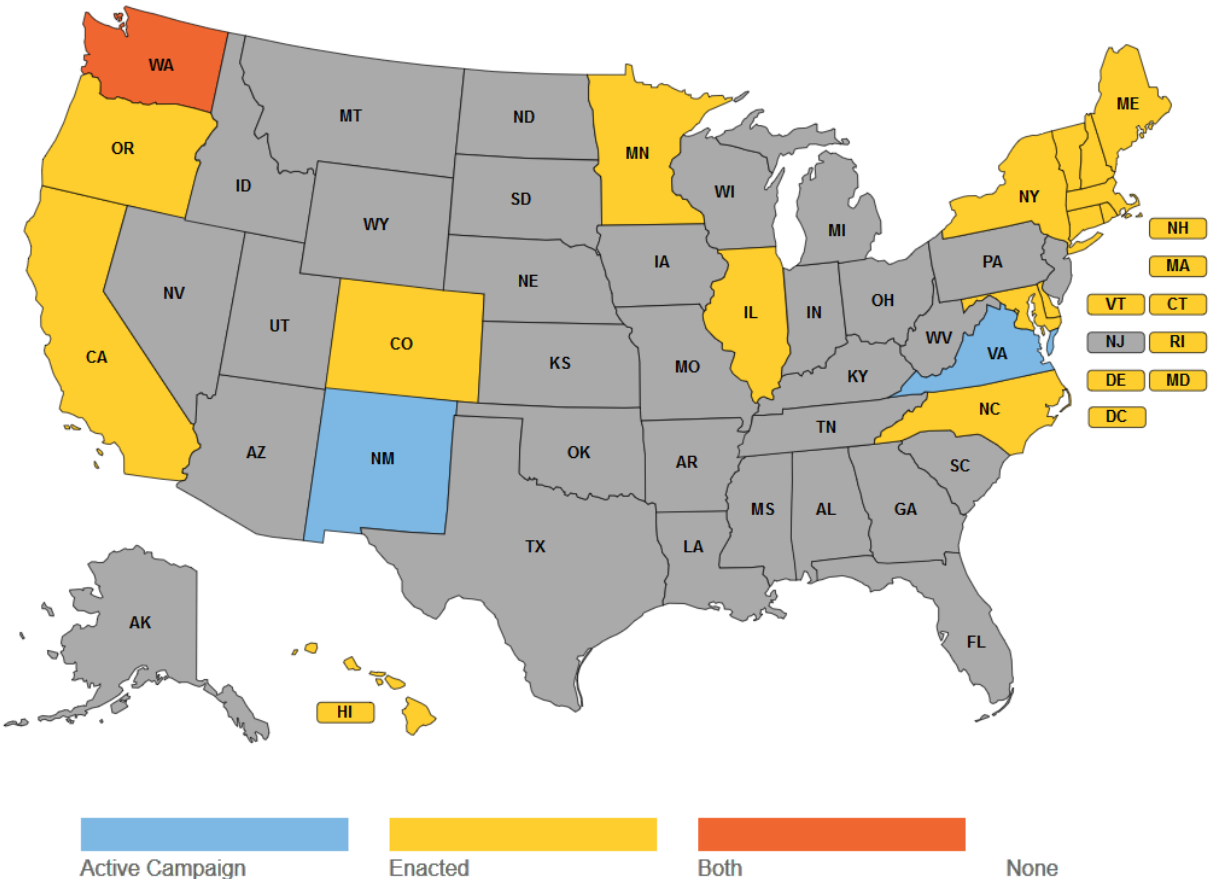 WA
ME
MT
ND
OR
MN
ID
SD
WI
NY
WY
MI
NH
IA
PA
MA
NE
NV
OH
IL
IN
VT CT
UT
CO
WV
NJ RI
CA
VA
KS
MO
KY
DE MD
NC
DC
TN
AZ
NM
OK
AR
SC
MS
AL
GA
TX
LA
AK
FL
HI
Active Campaign Enacted Both None